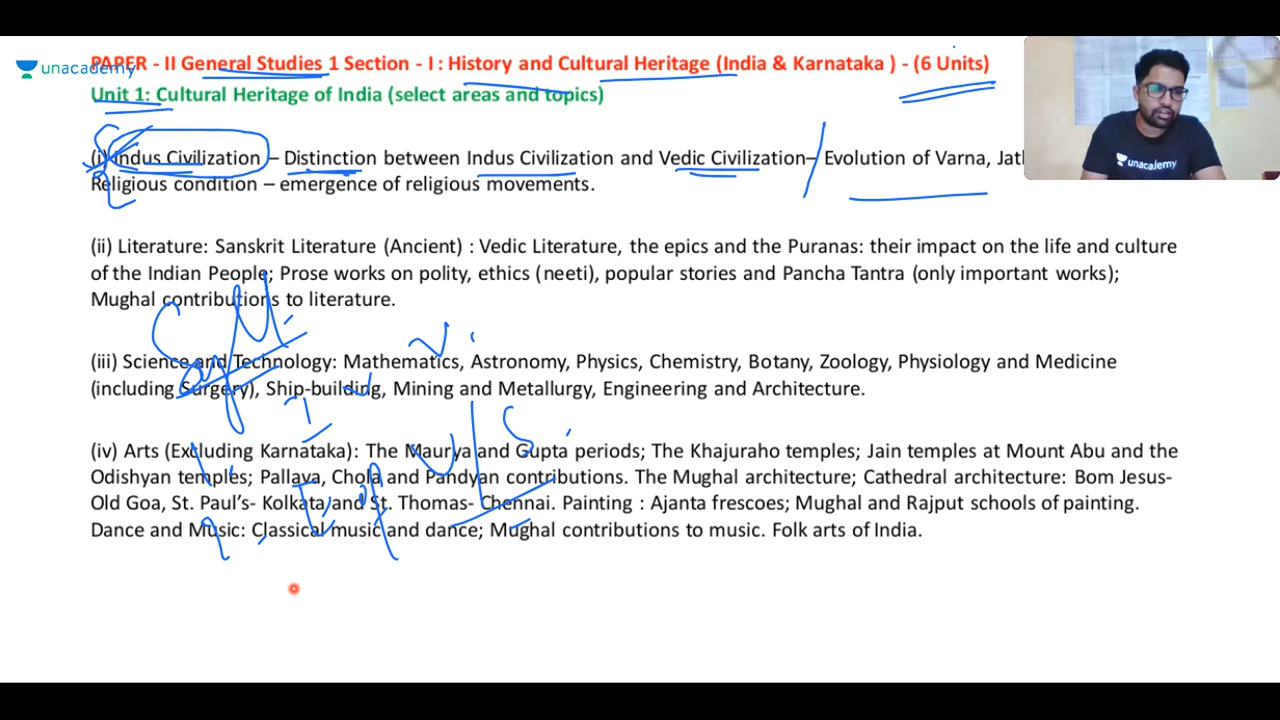 PAPER - II General Studies 1 Section - I : History and Cultural Heritage (India & Karnataka ) - (6 Units)
unacademy
Unit 1: Cultural Heritage of India (select areas and topics)
(i) Indus Civilization – Distinction between Indus Civilization and Vedic Civilization– Evolution of Varna,
unacademy
Religious condition – emergence of religious movements.
(ii) Literature: Sanskrit Literature (Ancient) : Vedic Literature, the epics and the Puranas: their impact on the life and culture
of the Indian People; Prose works on polity, ethics (neeti), popular stories and Pancha Tantra (only important works);
Mughal contributions to literature.
(iii) Science and Technology: Mathematics, Astronomy, Physics, Chemistry, Botany, Zoology, Physiology and Medicine
(including Surgery), Ship-building, Mining and Metallurgy, Engineering and Architecture.
(iv) Arts (Excluding Karnataka): The Maurya and Gupta periods; The Khajuraho temples; Jain temples at Mount Abu and the
Odishyan temples; Pallava, Chola and Pandyan contributions. The Mughal architecture; Cathedral architecture: Bom Jesus-
Old Goa, St. Paul’s- Kolkata and St. Thomas- Chennai. Painting : Ajanta frescoes; Mughal and Rajput schools of painting.
Dance and Music: Classical music and dance; Mughal contributions to music. Folk arts of India.